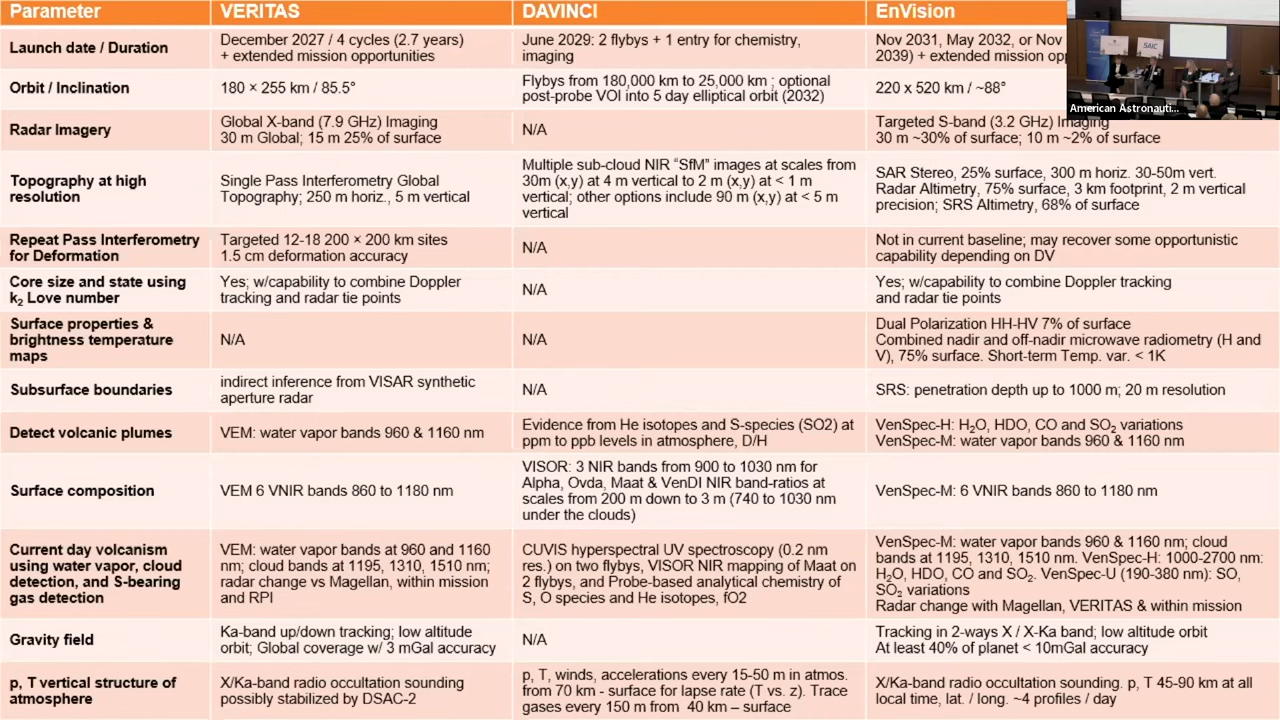 Parameter
VERITAS
DAVINCI
EnVision
Launch date / Duration
December 2027 / 4 cycles (2.7 years)
+ extended mission opportunities
June 2029: 2 flybys + 1 entry for chemistry,
imaging
Nov 2031, May 2032, or Nov
2039) + extended mission opp
Orbit / Inclination
180 × 255 km / 85.5°
Flybys from 180,000 km to 25,000 km ; optional
post-probe VOI into 5 day elliptical orbit (2032)
220 x 520 km / ~88°
Radar Imagery
Global X-band (7.9 GHz) Imaging
30 m Global; 15 m 25% of surface
N/A
Targeted S-band (3.2 GHz) Imaging
30 m ~30% of surface; 10 m ~2% of surface
Topography at high
resolution
Single Pass Interferometry Global
Topography; 250 m horiz., 5 m vertical
Multiple sub-cloud NIR “SfM” images at scales from
30m (x,y) at 4 m vertical to 2 m (x,y) at < 1 m
vertical; other options include 90 m (x,y) at < 5 m
vertical
SAR Stereo, 25% surface, 300 m horiz. 30-50m vert.
Radar Altimetry, 75% surface, 3 km footprint, 2 m vertical
precision; SRS Altimetry, 68% of surface
Repeat Pass Interferometry
for Deformation
Targeted 12-18 200 × 200 km sites
1.5 cm deformation accuracy
N/A
Not in current baseline; may recover some opportunistic
capability depending on DV
Core size and state using
k₂ Love number
Yes; w/capability to combine Doppler
tracking and radar tie points
N/A
Yes; w/capability to combine Doppler tracking
and radar tie points
Surface properties &
brightness temperature
maps
N/A
N/A
Dual Polarization HH-HV 7% of surface
Combined nadir and off-nadir microwave radiometry (H and
V), 75% surface. Short-term Temp. var. < 1K
Subsurface boundaries
indirect inference from VISAR synthetic
aperture radar
N/A
SRS: penetration depth up to 1000 m; 20 m resolution
Detect volcanic plumes
VEM: water vapor bands 960 & 1160 nm
Evidence from He isotopes and S-species (SO2) at
ppm to ppb levels in atmosphere, D/H
VenSpec-H: H₂O, HDO, CO and SO₂ variations
VenSpec-M: water vapor bands 960 & 1160 nm
Surface composition
VEM 6 VNIR bands 860 to 1180 nm
VISOR: 3 NIR bands from 900 to 1030 nm for
Alpha, Ovda, Maat & VenDI NIR band-ratios at
scales from 200 m down to 3 m (740 to 1030 nm
under the clouds)
VenSpec-M: 6 VNIR bands 860 to 1180 nm
Current day volcanism
using water vapor, cloud
detection, and S-bearing
gas detection
VEM: water vapor bands at 960 and 1160
nm; cloud bands at 1195, 1310, 1510 nm;
radar change vs Magellan, within mission
and RPI
CUVIS hyperspectral UV spectroscopy (0.2 nm
res.) on two flybys, VISOR NIR mapping of Maat on
2 flybys, and Probe-based analytical chemistry of
S, O species and He isotopes, fO2
VenSpec-M: water vapor bands 960 & 1160 nm; cloud
bands at 1195, 1310, 1510 nm. VenSpec-H: 1000-2700 nm:
H₂O, HDO, CO and SO₂. VenSpec-U (190-380 nm): SO,
SO₂ variations
Radar change with Magellan, VERITAS & within mission
Gravity field
Ka-band up/down tracking; low altitude
orbit; Global coverage w/ 3 mGal accuracy
N/A
Tracking in 2-ways X / X-Ka band; low altitude orbit
At least 40% of planet < 10mGal accuracy
p, T vertical structure of
atmosphere
X/Ka-band radio occultation sounding
possibly stabilized by DSAC-2
p, T, winds, accelerations every 15-50 m in atmos.
from 70 km - surface for lapse rate (T vs. z). Trace
gases every 150 m from 40 km – surface
X/Ka-band radio occultation sounding. p, T 45-90 km at all
local time, lat. / long. ~4 profiles / day
SAIC
American Astronauti...